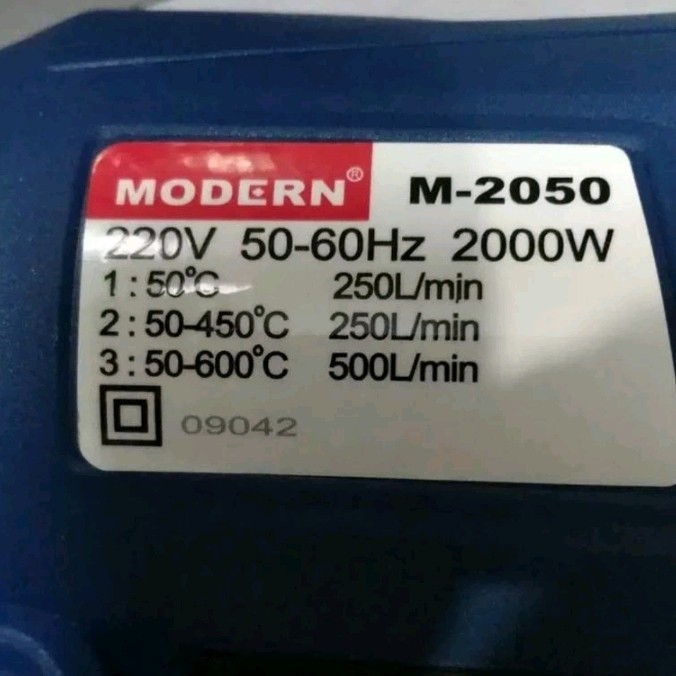 MODERN® M-2050
220V 50-60Hz 2000W
1 : 50°C 250L/min
2 : 50-450°C 250L/min
3 : 50-600°C 500L/min
09042